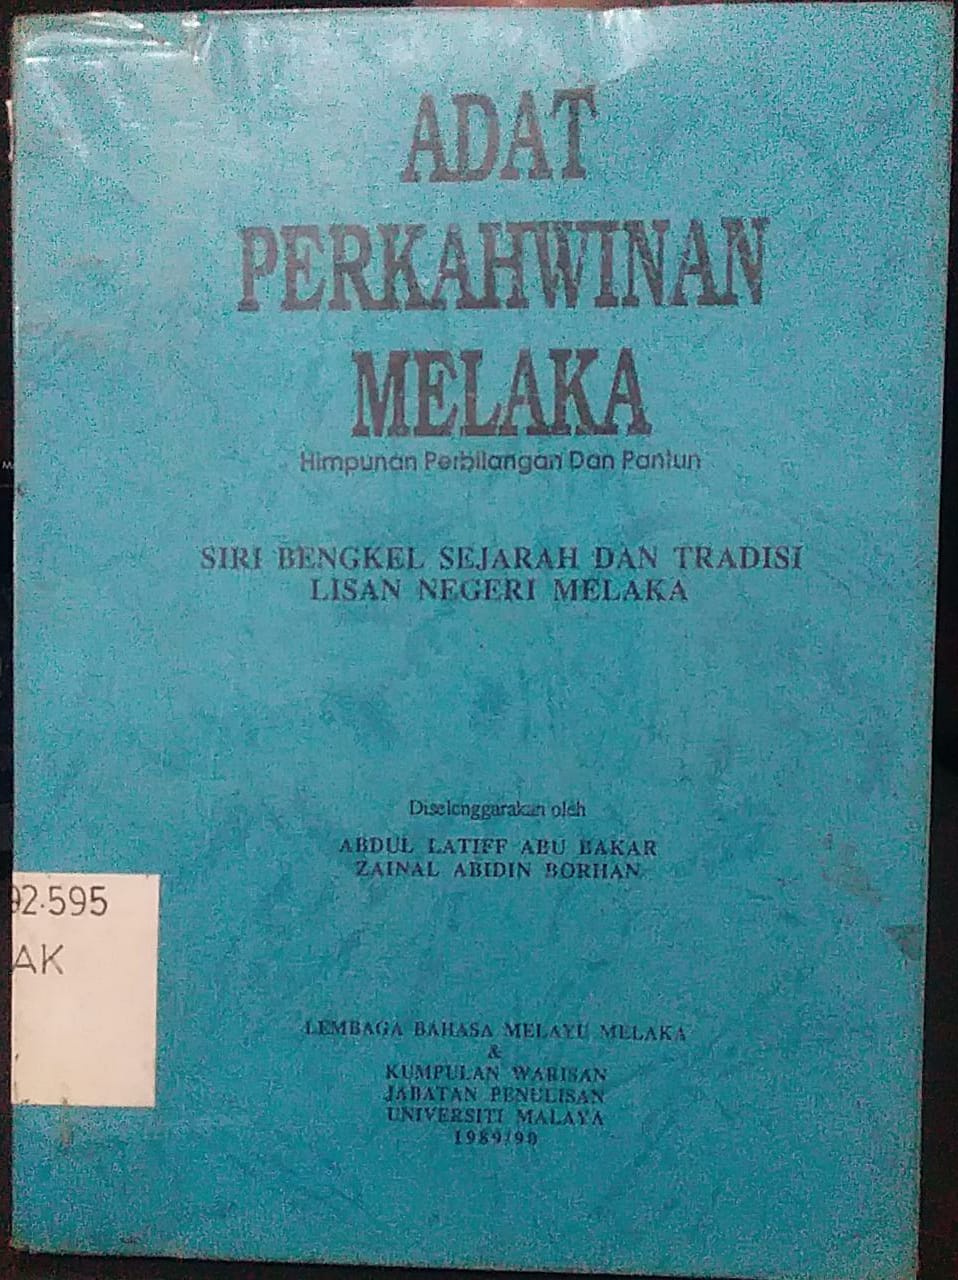 ADAT
PERKAHWINAN
MELAKA
Himpunan Perbilangan Dan Pantun
SIRI BENGKEL SEJARAH DAN TRADISI
LISAN NEGERI MELAKA
Diselenggarakan oleh
ABDUL LATIFF ABU BAKAR
ZAINAL ABIDIN BORHAN
92.595
AK
LEMBAGA BAHASA MELAYU MELAKA
&
KUMPULAN WARISAN
JABATAN PENULISAN
UNIVERSITI MALAYA
1989/90